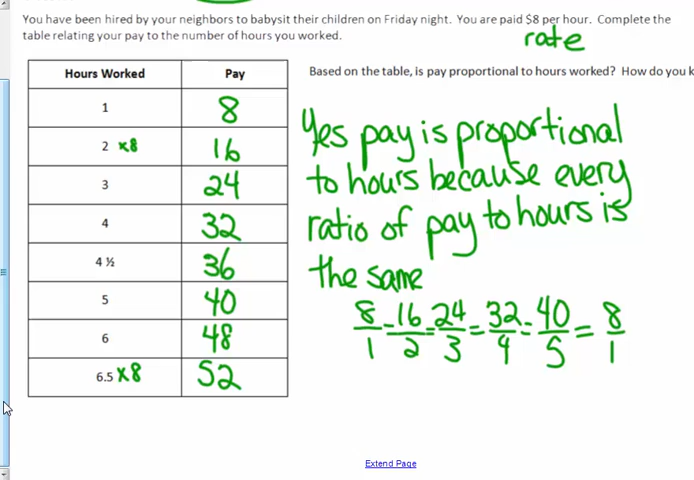 You have been hired by your neighbors to babysit their children on Friday night. You are paid $8 per hour. Complete the
table relating your pay to the number of hours you worked.
rate
Hours Worked Pay
1 8
2 x8 16
3 24
4 32
4 ½ 36
5 40
6 48
6.5 x8 52
Based on the table, is pay proportional to hours worked? How do you k
Yes pay is proportional
to hours because every
ratio of pay to hours is
the same
8/1 = 16/2 = 24/3 = 32/4 = 40/5 = 8/1
Extend Page